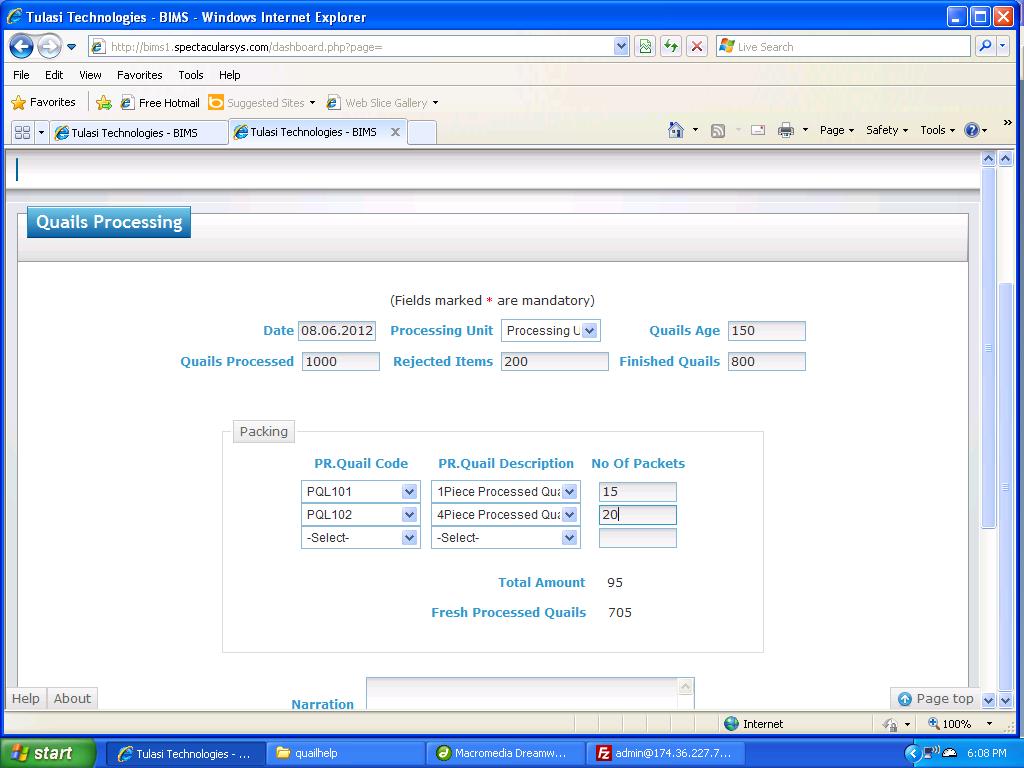 Tulasi Technologies - BIMS - Windows Internet Explorer
http://bims1.spectacularsys.com/dashboard.php?page= Live Search
File Edit View Favorites Tools Help
Favorites Free Hotmail Suggested Sites Web Slice Gallery
Tulasi Technologies - BIMS Tulasi Technologies - BIMS Page Safety Tools
Quails Processing
(Fields marked * are mandatory)
Date 08.06.2012 Processing Unit Processing U Quails Age 150
Quails Processed 1000 Rejected Items 200 Finished Quails 800
Packing
PR.Quail Code PR.Quail Description No Of Packets
PQL101 1Piece Processed Qua 15
PQL102 4Piece Processed Qua 20
-Select- -Select-
Total Amount 95
Fresh Processed Quails 705
Narration
Help About Page top
Internet 100%
start Tulasi Technologies - ... quailhelp Macromedia Dreamw... admin@174.36.227.7... 6:08 PM